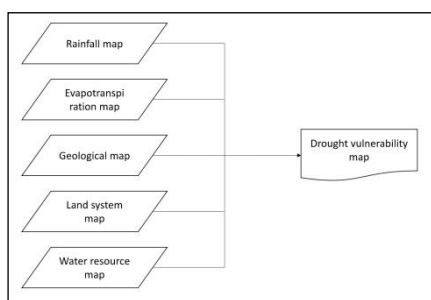 Rainfall map
Evapotranspi
ration map
Geological map
Drought vulnerability
map
Land system
map
Water resource
map